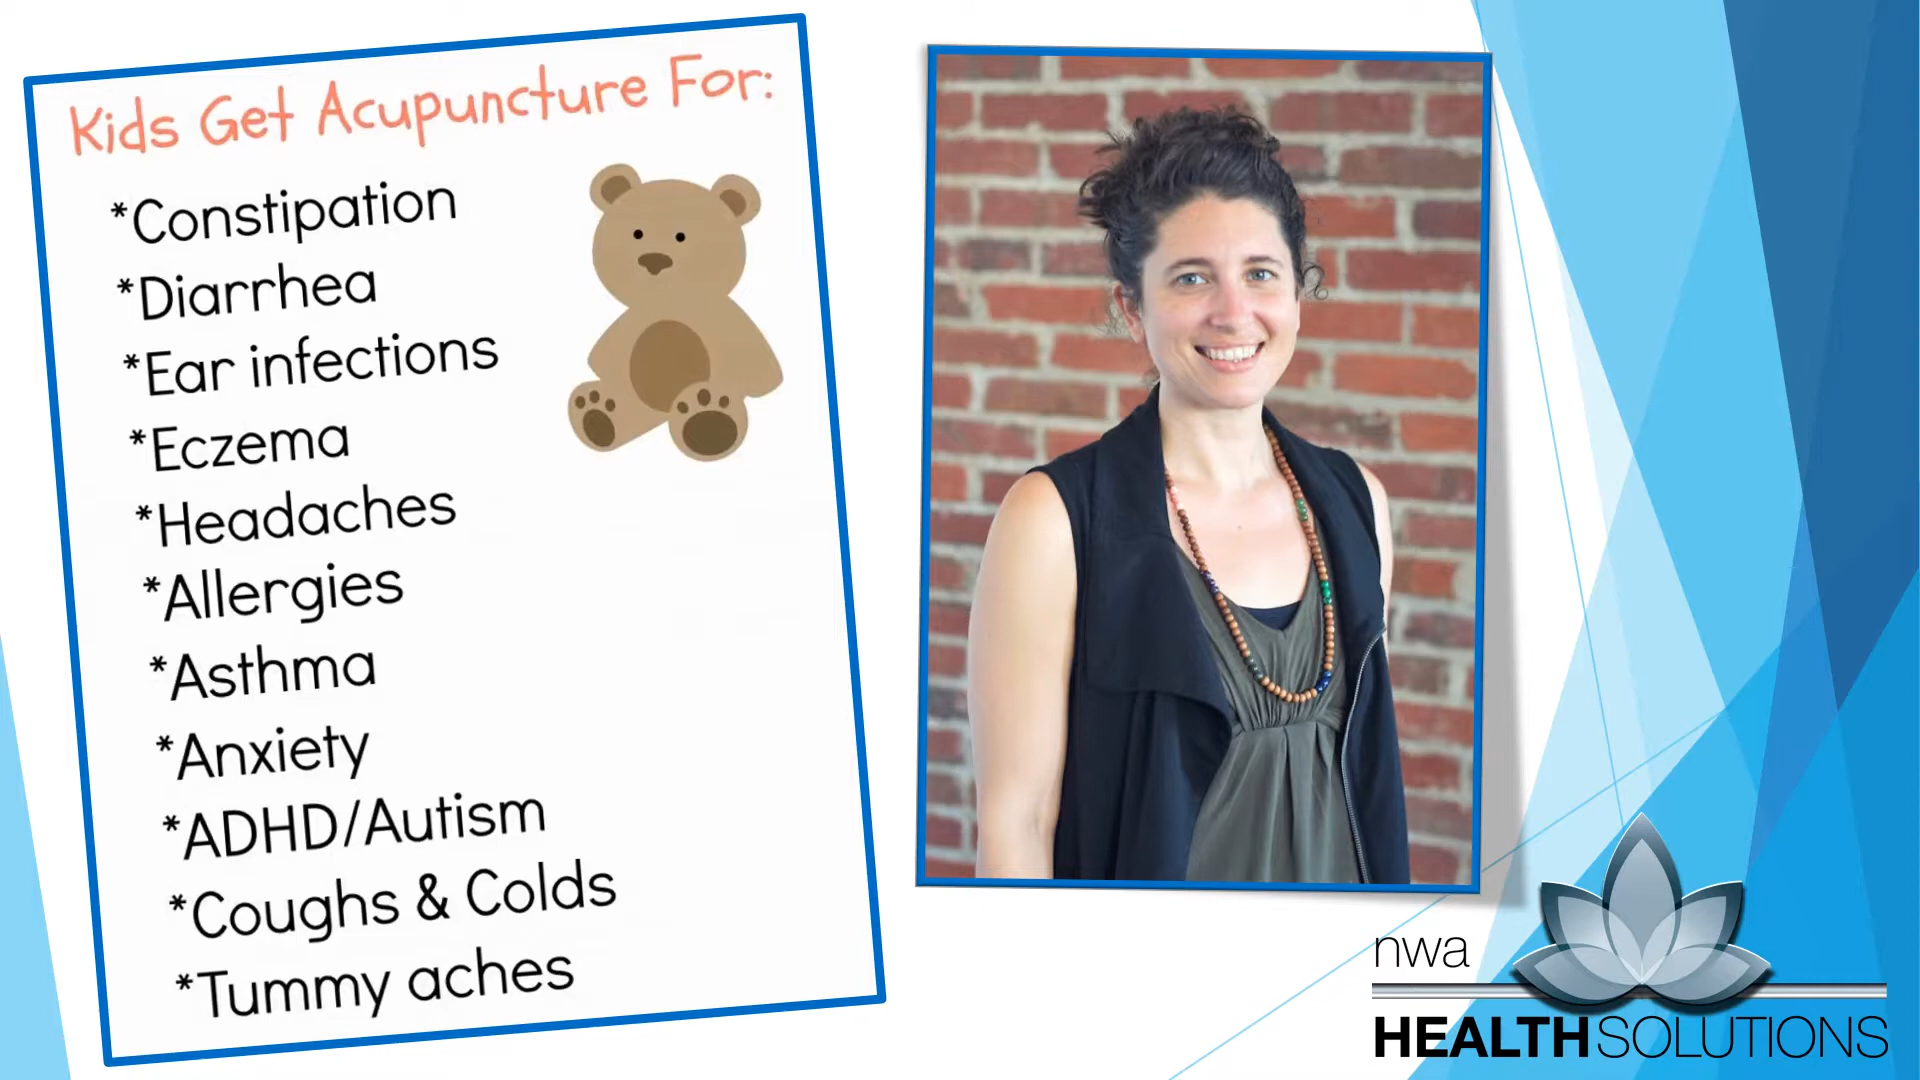 Kids Get Acupuncture For:
*Constipation
*Diarrhea
*Ear infections
*Eczema
*Headaches
*Allergies
*Asthma
*Anxiety
*ADHD/Autism
*Coughs & Colds
*Tummy aches
nwa
HEALTHSOLUTIONS